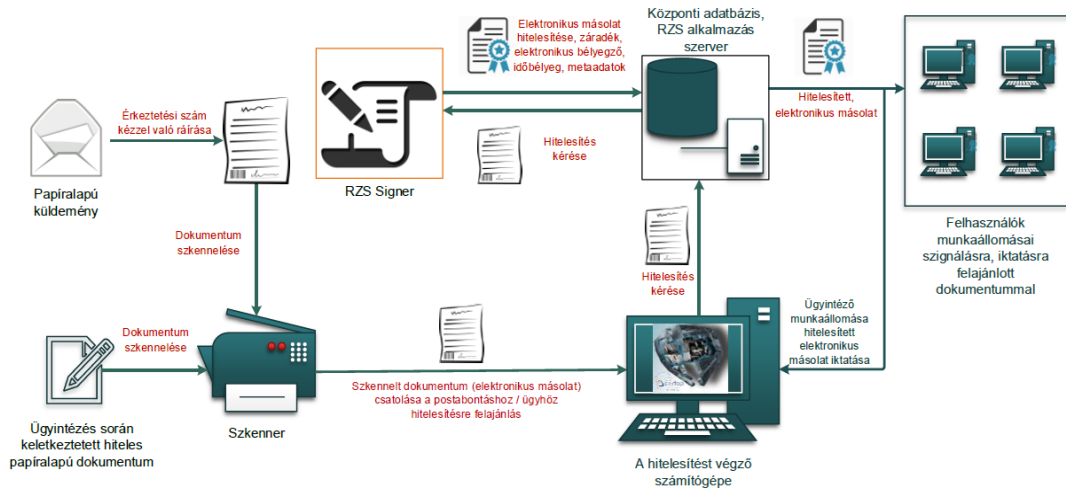 Elektronikus másolat
hitelesítése, záradék,
elektronikus bélyegző,
időbélyeg, metaadatok
Központi adatbázis,
RZS alkalmazás
szerver
Érkeztetési szám
kézzel való ráírása
Papíralapú
küldemény
RZS Signer
Hitelesítés
kérése
Hitelesített,
elektronikus másolat
Felhasználók
munkaállomásai
szignálásra, iktatásra
felajánlott
dokumentummal
Dokumentum
szkennelése
Hitelesítés
kérése
Dokumentum
szkennelése
Ügyintéző
munkaállomása
hitelesített
elektronikus
másolat iktatása
Szkennelt dokumentum (elektronikus másolat)
csatolása a postabontáshoz / ügyhöz
hitelesítésre felajánlás
Szkenner
Ügyintézés során
keletkeztetett hiteles
papíralapú dokumentum
A hitelesítést végző
számítógépe